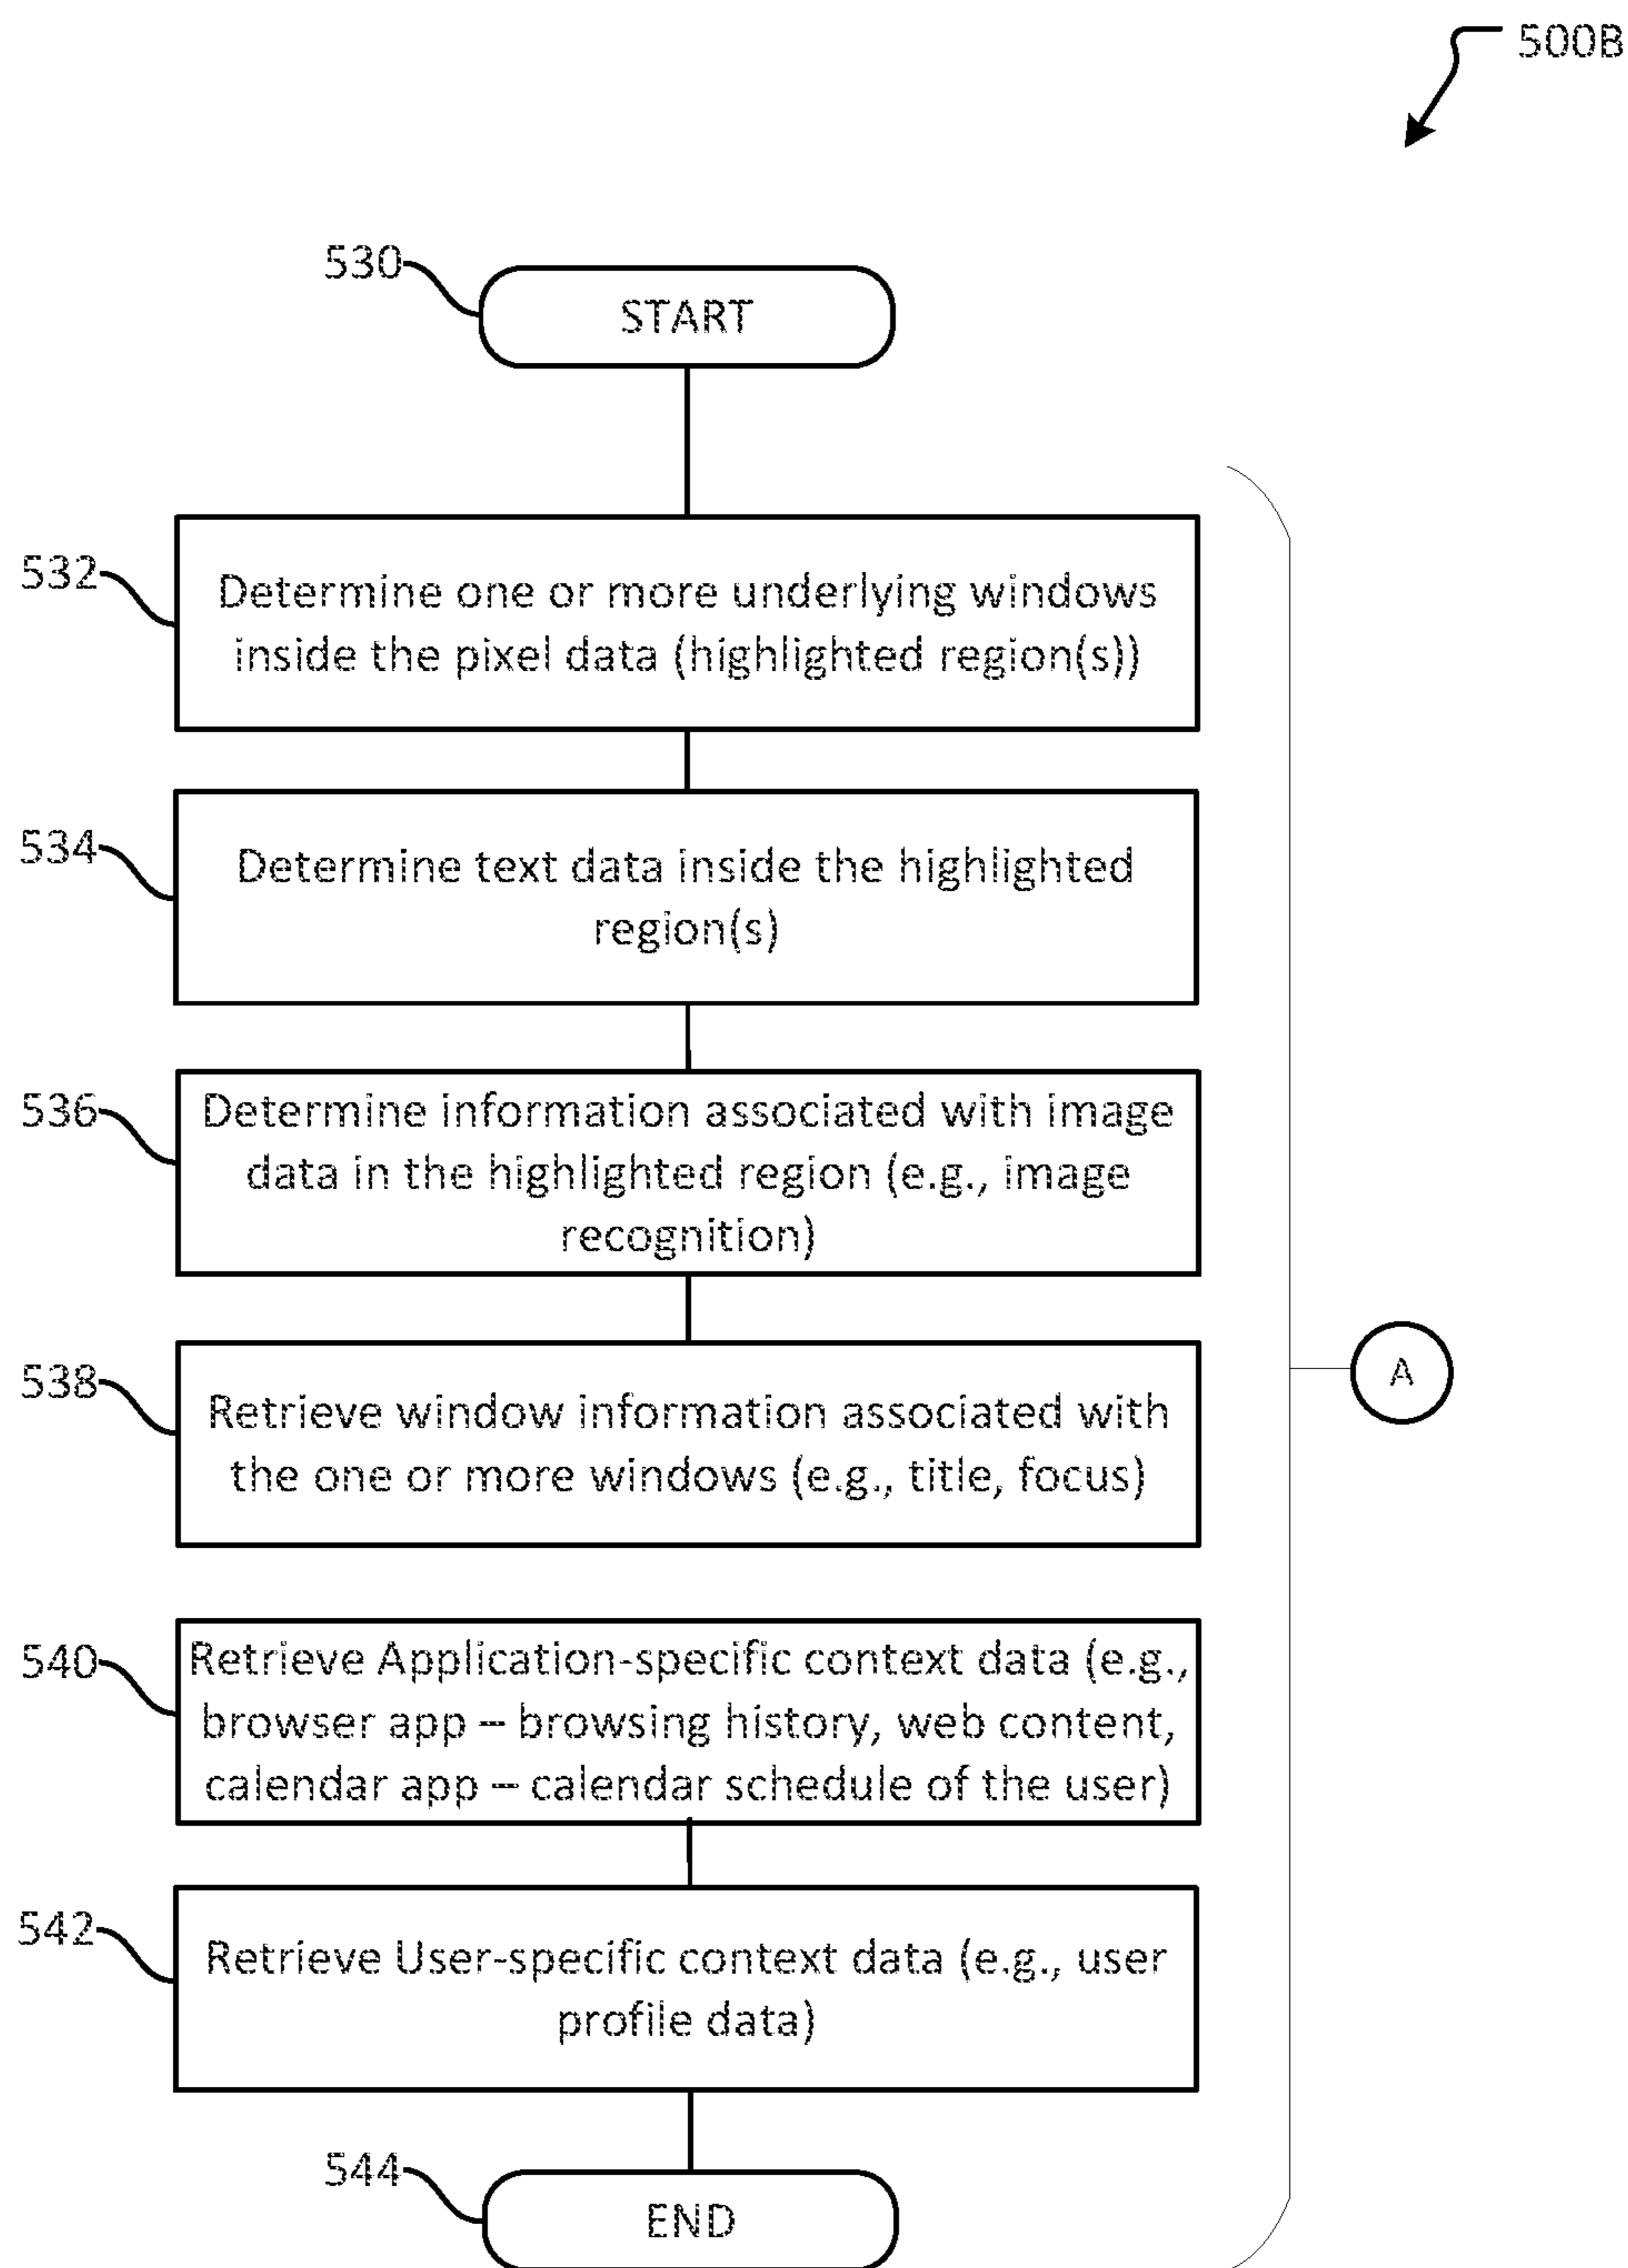 500B
530
START
532
Determine one or more underlying windows
inside the pixel data (highlighted region(s))
534
Determine text data inside the highlighted
region(s)
536
Determine information associated with image
data in the highlighted region (e.g., image
recognition)
538
Retrieve window information associated with
the one or more windows (e.g., title, focus)
A
540
Retrieve Application-specific context data (e.g.,
browser app – browsing history, web content,
calendar app – calendar schedule of the user)
542
Retrieve User-specific context data (e.g., user
profile data)
544
END